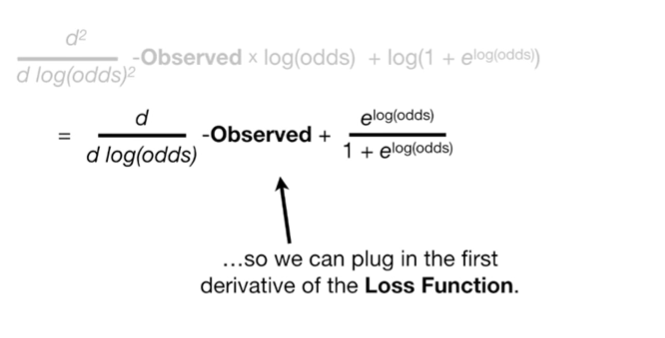 d²
d log(odds)² -Observed x log(odds) + log(1 + e^log(odds))
= d
d log(odds) -Observed + e^log(odds)
1 + e^log(odds)
…so we can plug in the first
derivative of the Loss Function.